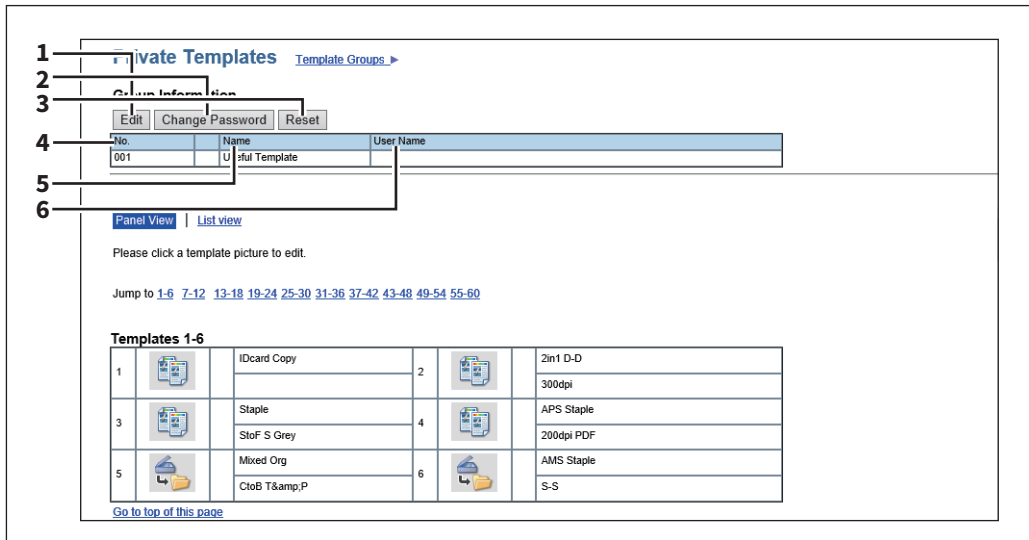 1
2
3
4
5
6
Private Templates Template Groups
Group Information
Edit Change Password Reset
No. Name User Name
001 Useful Template
Panel View | List view
Please click a template picture to edit.
Jump to 1-6 7-12 13-18 19-24 25-30 31-36 37-42 43-48 49-54 55-60
Templates 1-6
1 IDcard Copy 2 2in1 D-D
300dpi
3 Staple 4 APS Staple
StoF S Grey 200dpi PDF
5 Mixed Org 6 AMS Staple
CtoB T&amp;P S-S
Go to top of this page